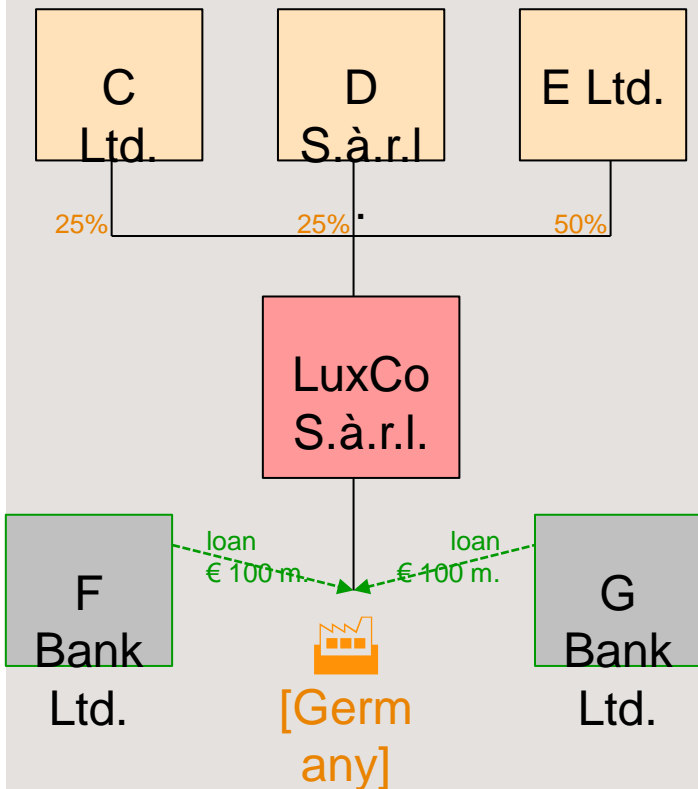 C
Ltd.
D
S.à.r.l
.
E Ltd.
25%
25%
50%
LuxCo
S.à.r.l.
loan
€ 100 m.
loan
€ 100 m.
F
Bank
Ltd.
G
Bank
Ltd.
[Germ
any]